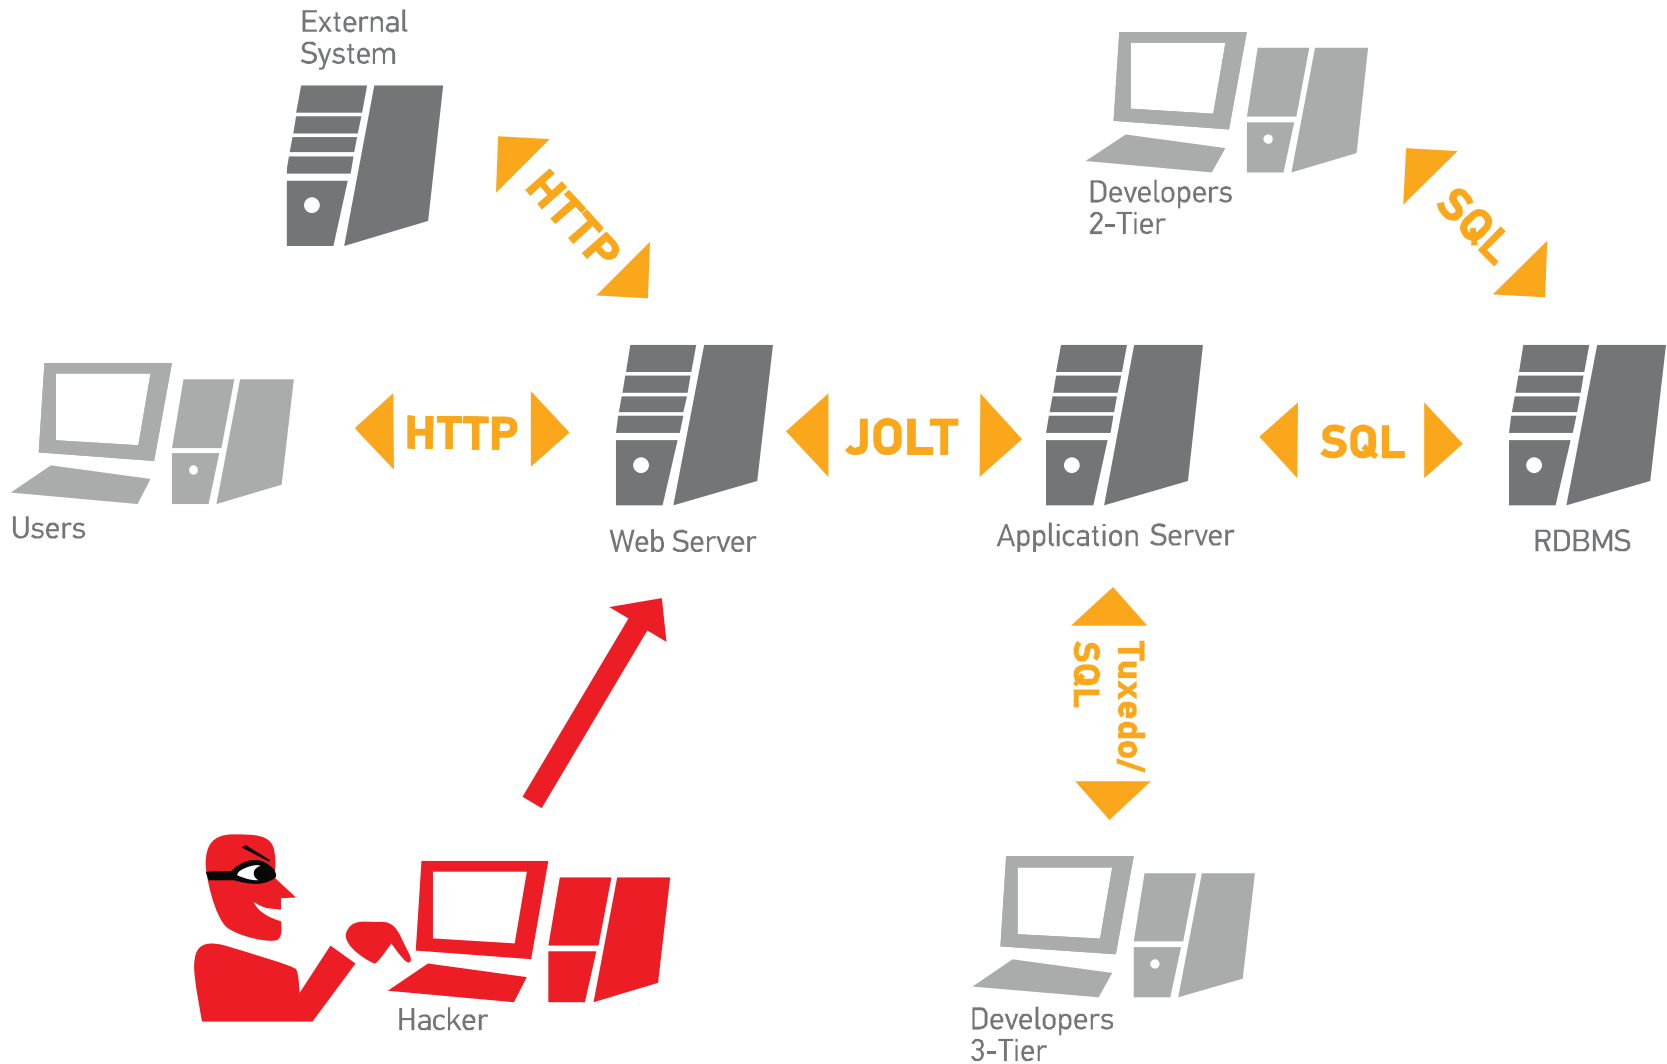 External
System
HTTP
Developers
2-Tier
SQL
Users
HTTP
Web Server
JOLT
Application Server
SQL
RDBMS
Tuxedo/
SQL
Hacker
Developers
3-Tier